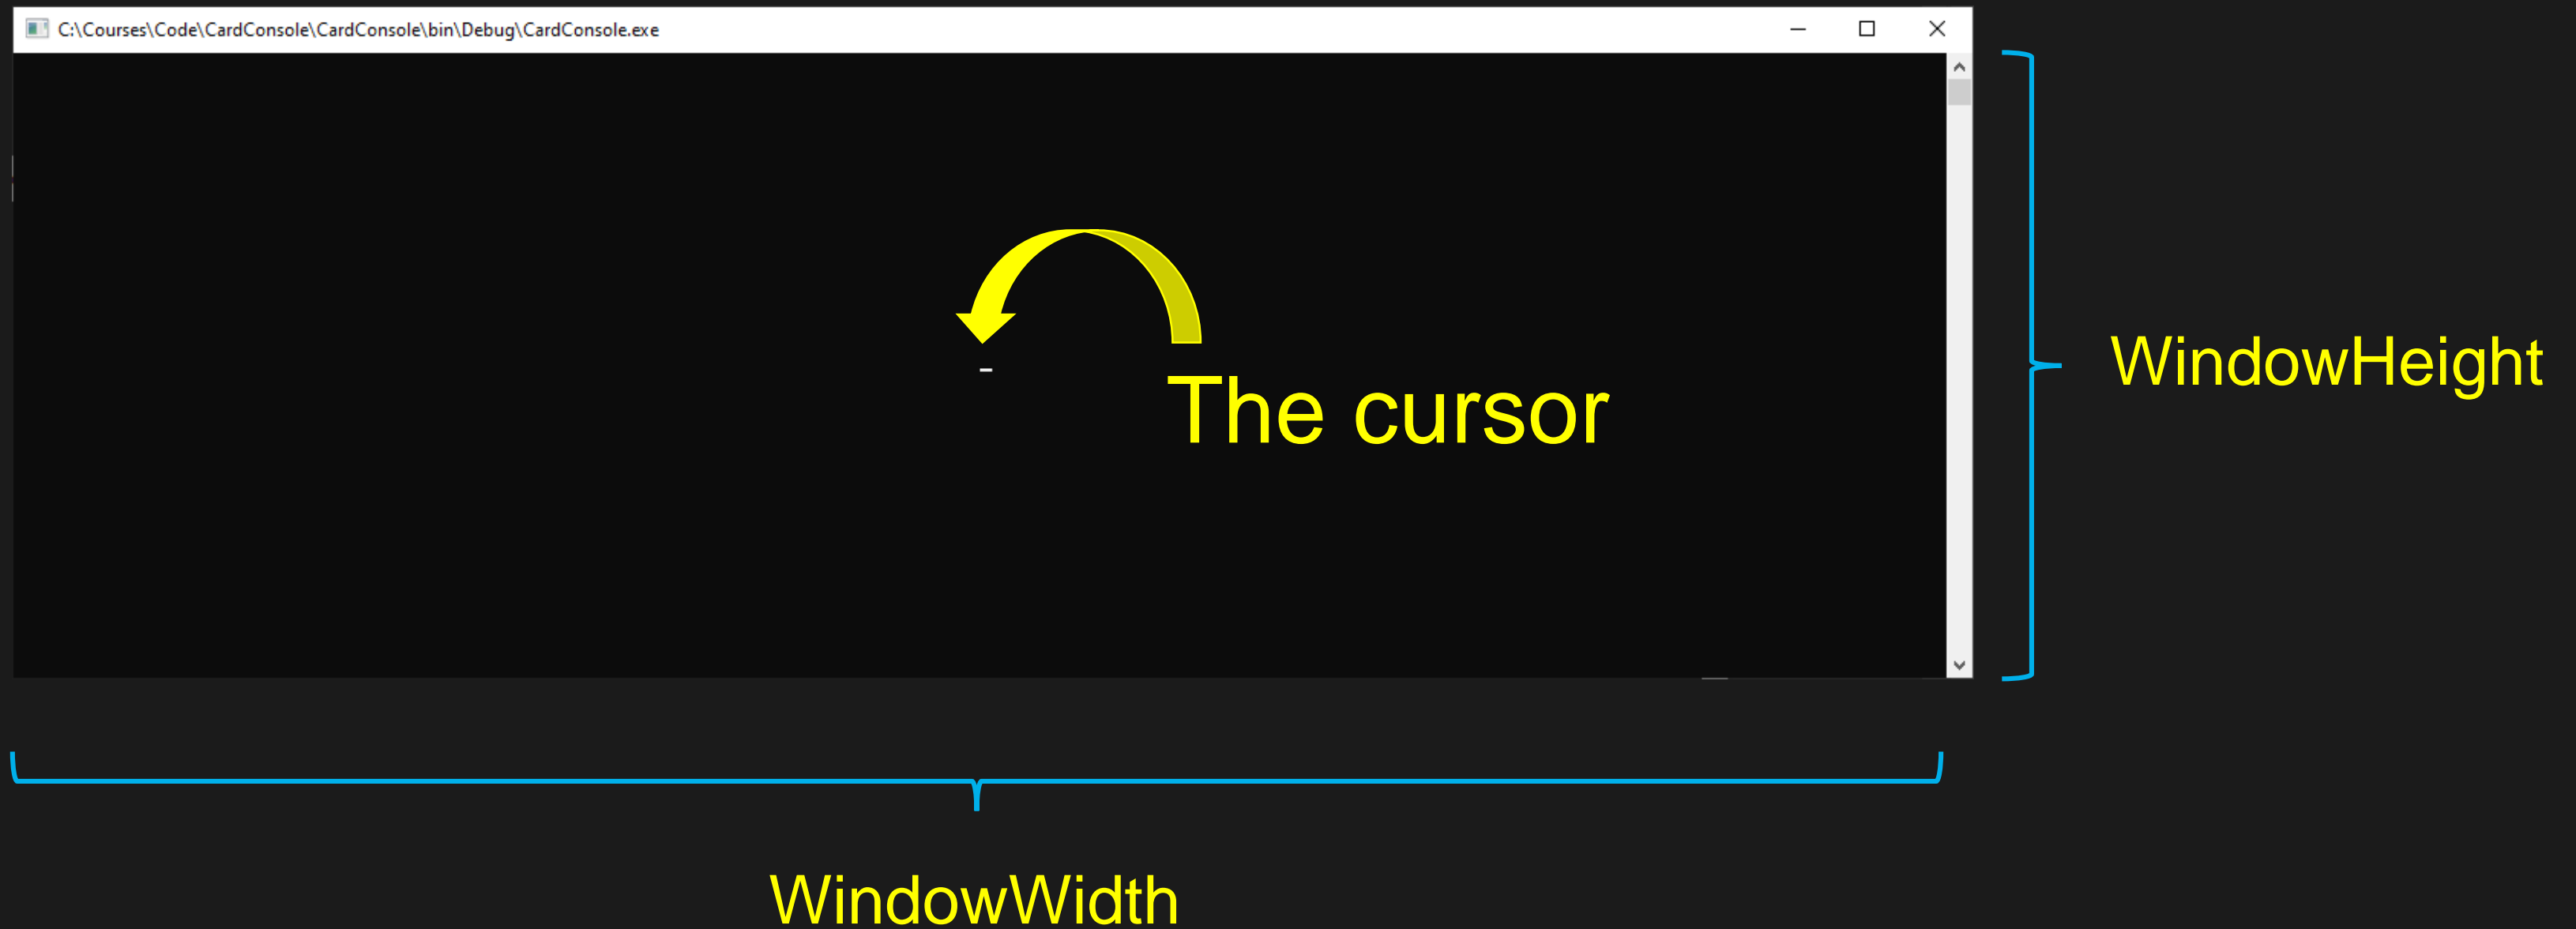 C:\Courses\Code\CardConsole\CardConsole\bin\Debug\CardConsole.exe
The cursor
WindowHeight
WindowWidth